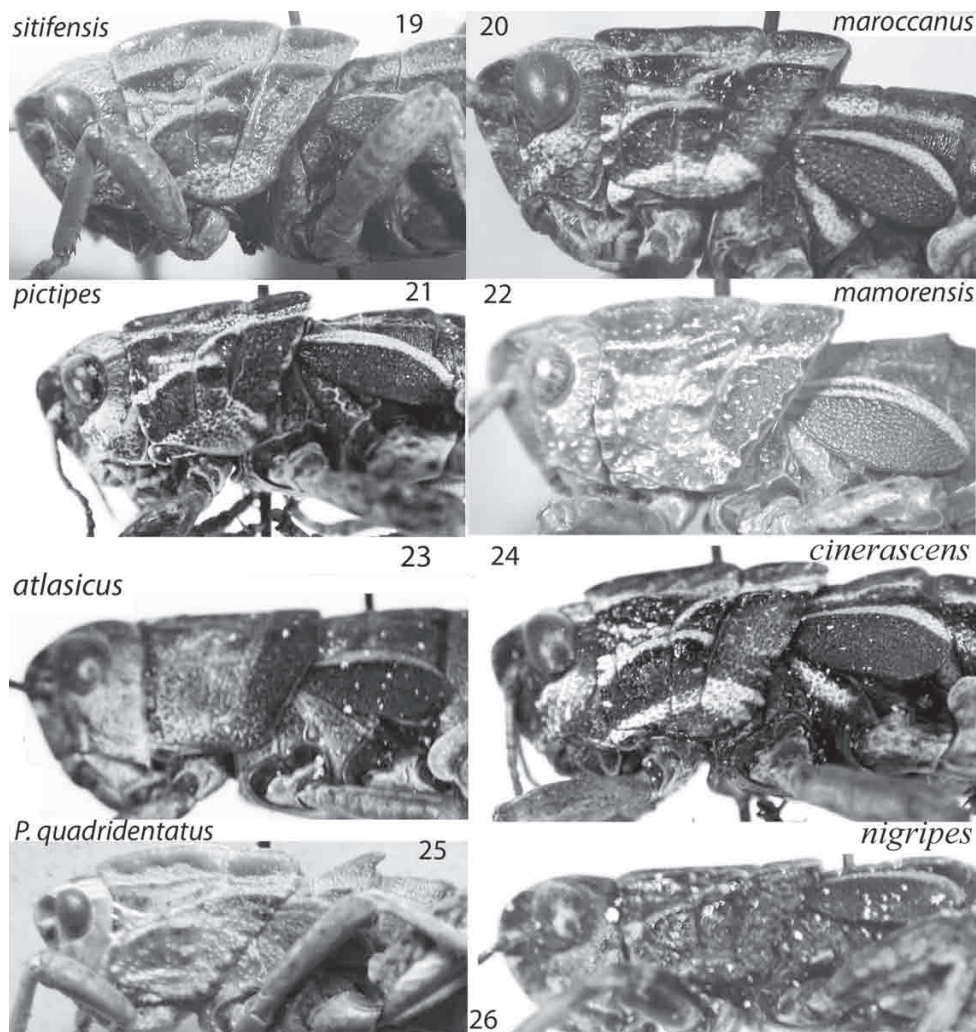 sitifensis 19
20 maroccanus
pictipes 21
22 mamorensis
atlasicus 23
24 cinerascens
P. quadridentatus 25
26 nigripes